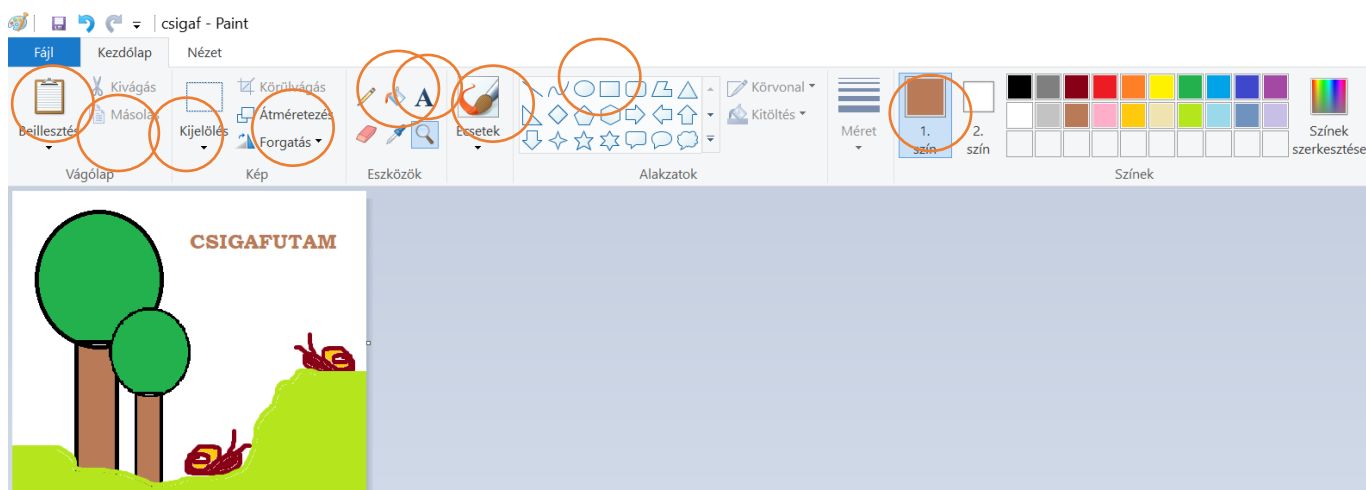 csigaf - Paint
Fájl Kezdőlap Nézet
Beillesztés
Kivágás
Másolás
Vágólap
Kijelölés
Körülvágás
Átméretezés
Forgatás
Kép
A
Eszközök
Ecsetek
Alakzatok
Körvonal
Kitöltés
Méret
1.
szín
2.
szín
Színek
szerkesztése
Színek
CSIGAFUTAM